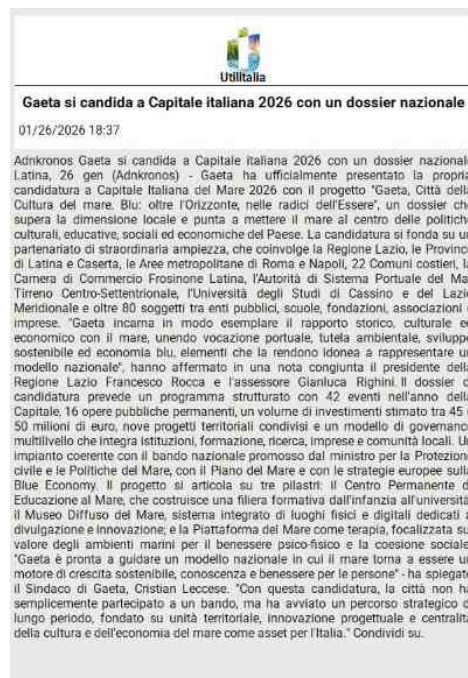 Utilitalia
Gaeta si candida a Capitale italiana 2026 con un dossier nazionale
01/26/2026 18:37
Adnkronos Gaeta si candida a Capitale italiana 2026 con un dossier nazionale
Latina, 26 gen (Adnkronos) - Gaeta ha ufficialmente presentato la propria
candidatura a Capitale Italiana del Mare 2026 con il progetto "Gaeta, Città della
Cultura del mare. Blu: oltre l'Orizzonte, nelle radici dell'Essere", un dossier che
supera la dimensione locale e punta a mettere il mare al centro delle politiche
culturali, educative, sociali ed economiche del Paese. La candidatura si fonda su un
partenariato di straordinaria ampiezza, che coinvolge la Regione Lazio, le Province
di Latina e Caserta, le Aree metropolitane di Roma e Napoli, 22 Comuni costieri, la
Camera di Commercio Frosinone Latina, l'Autorità di Sistema Portuale del Mar
Tirreno Centro-Settentrionale, l'Università degli Studi di Cassino e del Lazio
Meridionale e oltre 80 soggetti tra enti pubblici, scuole, fondazioni, associazioni e
imprese. "Gaeta incarna in modo esemplare il rapporto storico, culturale ed
economico con il mare, unendo vocazione portuale, tutela ambientale, sviluppo
sostenibile ed economia blu, elementi che la rendono idonea a rappresentare un
modello nazionale", hanno affermato in una nota congiunta il presidente della
Regione Lazio Francesco Rocca e l'assessore Gianluca Righini. Il dossier di
candidatura prevede un programma strutturato con 42 eventi nell'anno della
Capitale, 16 opere pubbliche permanenti, un volume di investimenti stimato tra 45 e
50 milioni di euro, nove progetti territoriali condivisi e un modello di governance
multilivello che integra istituzioni, formazione, ricerca, imprese e comunità locali. Un
impianto coerente con il bando nazionale promosso dal ministro per la Protezione
civile e le Politiche del Mare, con il Piano del Mare e con le strategie europee sulla
Blue Economy. Il progetto si articola su tre pilastri: il Centro Permanente di
Educazione al Mare, che costruisce una filiera formativa dall'infanzia all'università;
il Museo Diffuso del Mare, sistema integrato di luoghi fisici e digitali dedicati a
divulgazione e innovazione; e la Piattaforma del Mare come terapia, focalizzata sul
valore degli ambienti marini per il benessere psico-fisico e la coesione sociale.
"Gaeta è pronta a guidare un modello nazionale in cui il mare torna a essere un
motore di crescita sostenibile, conoscenza e benessere per le persone" - ha spiegato
il Sindaco di Gaeta, Cristian Leccese. "Con questa candidatura, la città non ha
semplicemente partecipato a un bando, ma ha avviato un percorso strategico di
lungo periodo, fondato su unità territoriale, innovazione progettuale e centralità
della cultura e dell'economia del mare come asset per l'Italia." Condividi su.